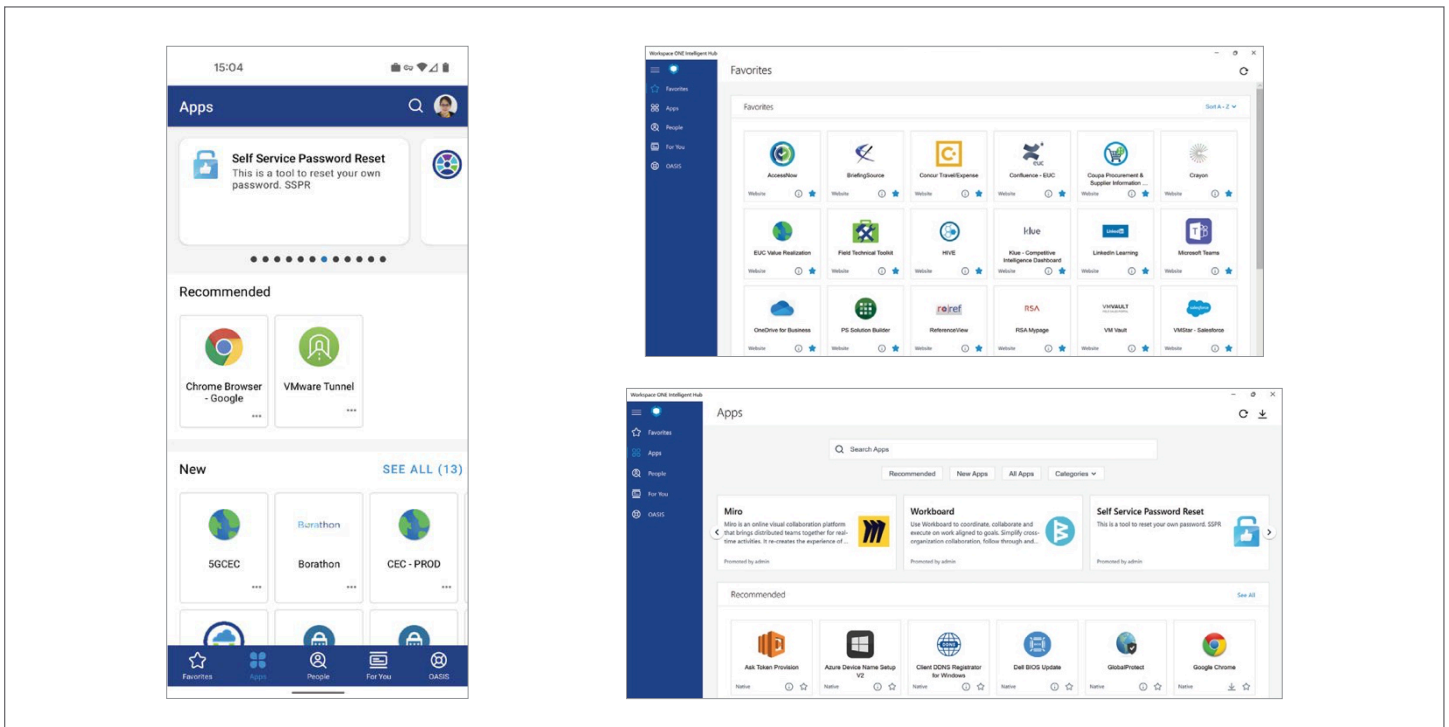 15:04
Apps
Self Service Password Reset
This is a tool to reset your own
password. SSPR
Recommended
Chrome Browser
- Google
VMware Tunnel
New
SEE ALL (13)
Borathon
5GCEC
Borathon
CEC - PROD
Favorites
Apps
People
For You
OASIS
Workspace ONE Intelligent Hub
Favorites
Favorites
Apps
People
For You
OASIS
Favorites
Sort A - Z
AccessNow
Website
BriefingSource
Website
Concur Travel/Expense
Website
euc
Confluence - EUC
Website
Coupa Procurement &
Supplier Information ...
Website
Crayon
Website
EUC Value Realization
Website
Field Technical Toolkit
Website
HIVE
Website
klue
Klue - Competitive
Intelligence Dashboard
Website
LinkedIn
LinkedIn Learning
Website
Microsoft Teams
Website
OneDrive for Business
Website
PS Solution Builder
Website
ro|ref
ReferenceView
Website
RSA
RSA Mypage
Website
VMVAULT
VM Vault
Website
salesforce
VMStar - Salesforce
Website
Workspace ONE Intelligent Hub
Apps
Favorites
Apps
People
For You
OASIS
Search Apps
Recommended
New Apps
All Apps
Categories
Miro
Miro is an online visual collaboration platform
that brings distributed teams together for real-
time activities. It re-creates the experience of ...
Promoted by admin
Workboard
Use Workboard to coordinate, collaborate and
execute on work aligned to goals. Simplify cross-
organization collaboration, follow through and...
Promoted by admin
Self Service Password Reset
This is a tool to reset your own password. SSPR
Promoted by admin
Recommended
See All
Ask Token Provision
Native
Azure Device Name Setup
V2
Native
DDNS
Client DDNS Registrator
for Windows
Native
Dell BIOS Update
Native
GlobalProtect
Native
Google Chrome
Native